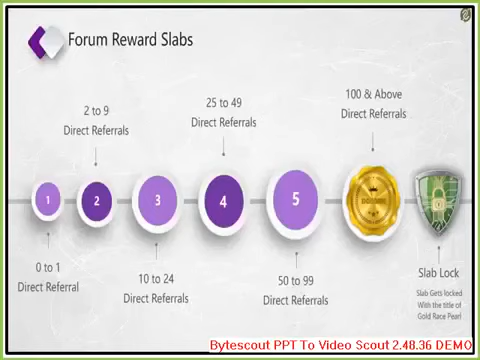 Forum Reward Slabs
2 to 9
Direct Referrals
25 to 49
Direct Referrals
100 & Above
Direct Referrals
1
2
3
4
5
0 to 1
Direct Referral
10 to 24
Direct Referrals
50 to 99
Direct Referrals
Slab Lock
Slab Gets locked
With the title of
Gold Race Pearl
Bytescout PPT To Video Scout 2.48.36 DEMO